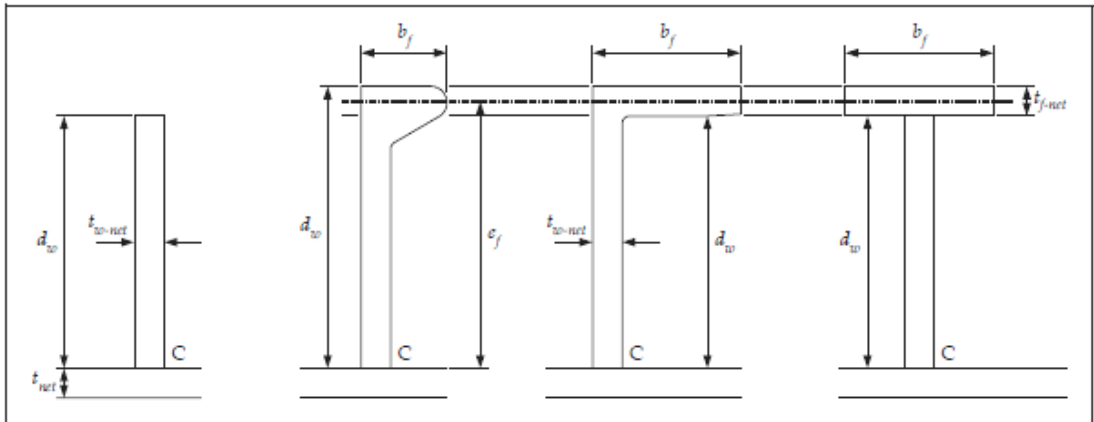 b_f b_f b_f
t_f-net
d_w t_w-net d_w e_f t_w-net d_w d_w
C C C C
t_net